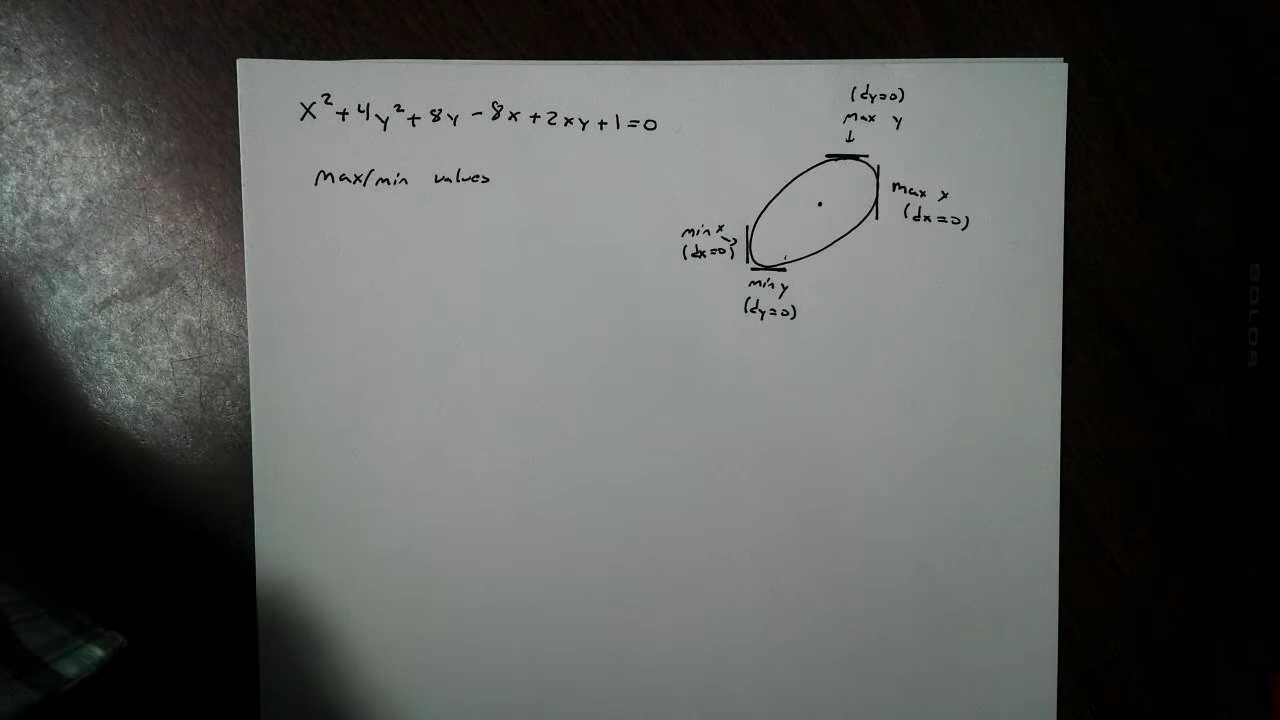 x² + 4y² + 8y - 8x + 2xy + 1 = 0
max/min values
(dy=0)
max y
↓
max x
(dx=0)
min x
(dx=0)
min y
(dy=0)